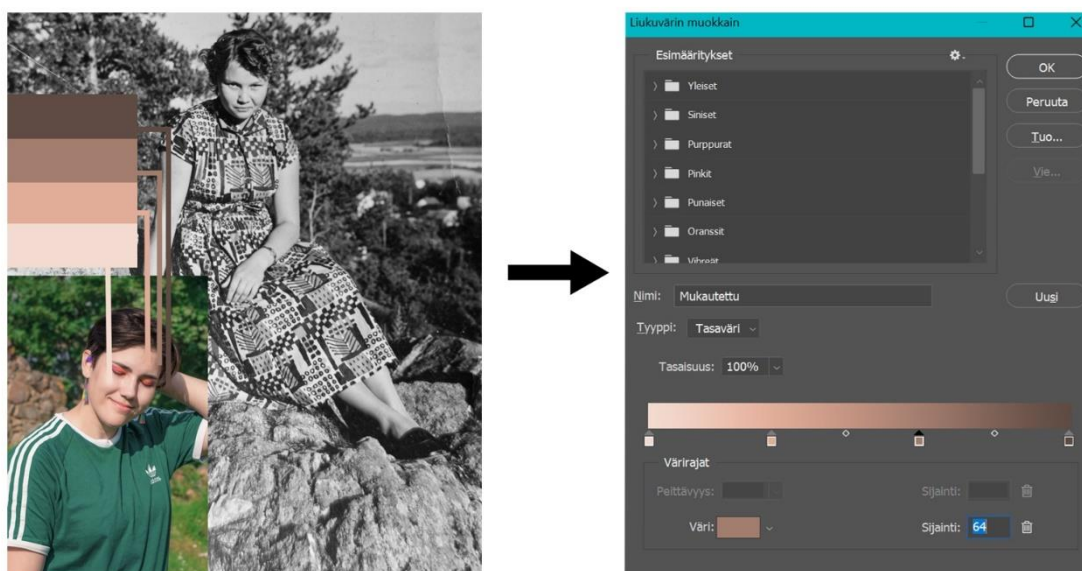 Liukuvärin muokkain
Esimääritykset
OK
Yleiset
Peruuta
Siniset
Tuo...
Purppurat
Vie...
Pinkit
Punaiset
Oranssit
Vihreät
Nimi: Mukautettu
Uusi
Tyyppi: Tasaväri
Tasaisuus: 100%
Värirajat
Peittävyys: Sijainti:
Väri: Sijainti: 64